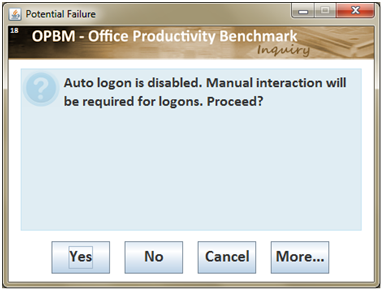 Potential Failure
18
OPBM - Office Productivity Benchmark
Inquiry
Auto logon is disabled. Manual interaction will
be required for logons. Proceed?
Yes
No
Cancel
More...